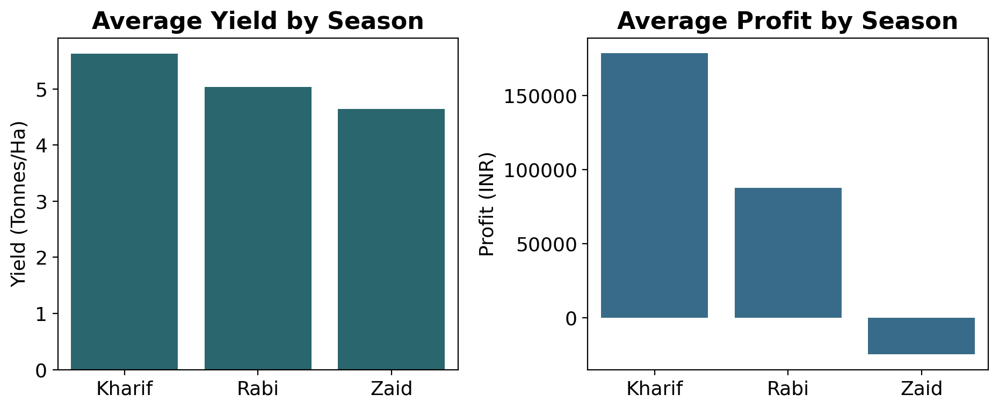 Average Yield by Season
Yield (Tonnes/Ha)
5
4
3
2
1
0
Kharif
Rabi
Zaid
Average Profit by Season
Profit (INR)
150000
100000
50000
0
Kharif
Rabi
Zaid